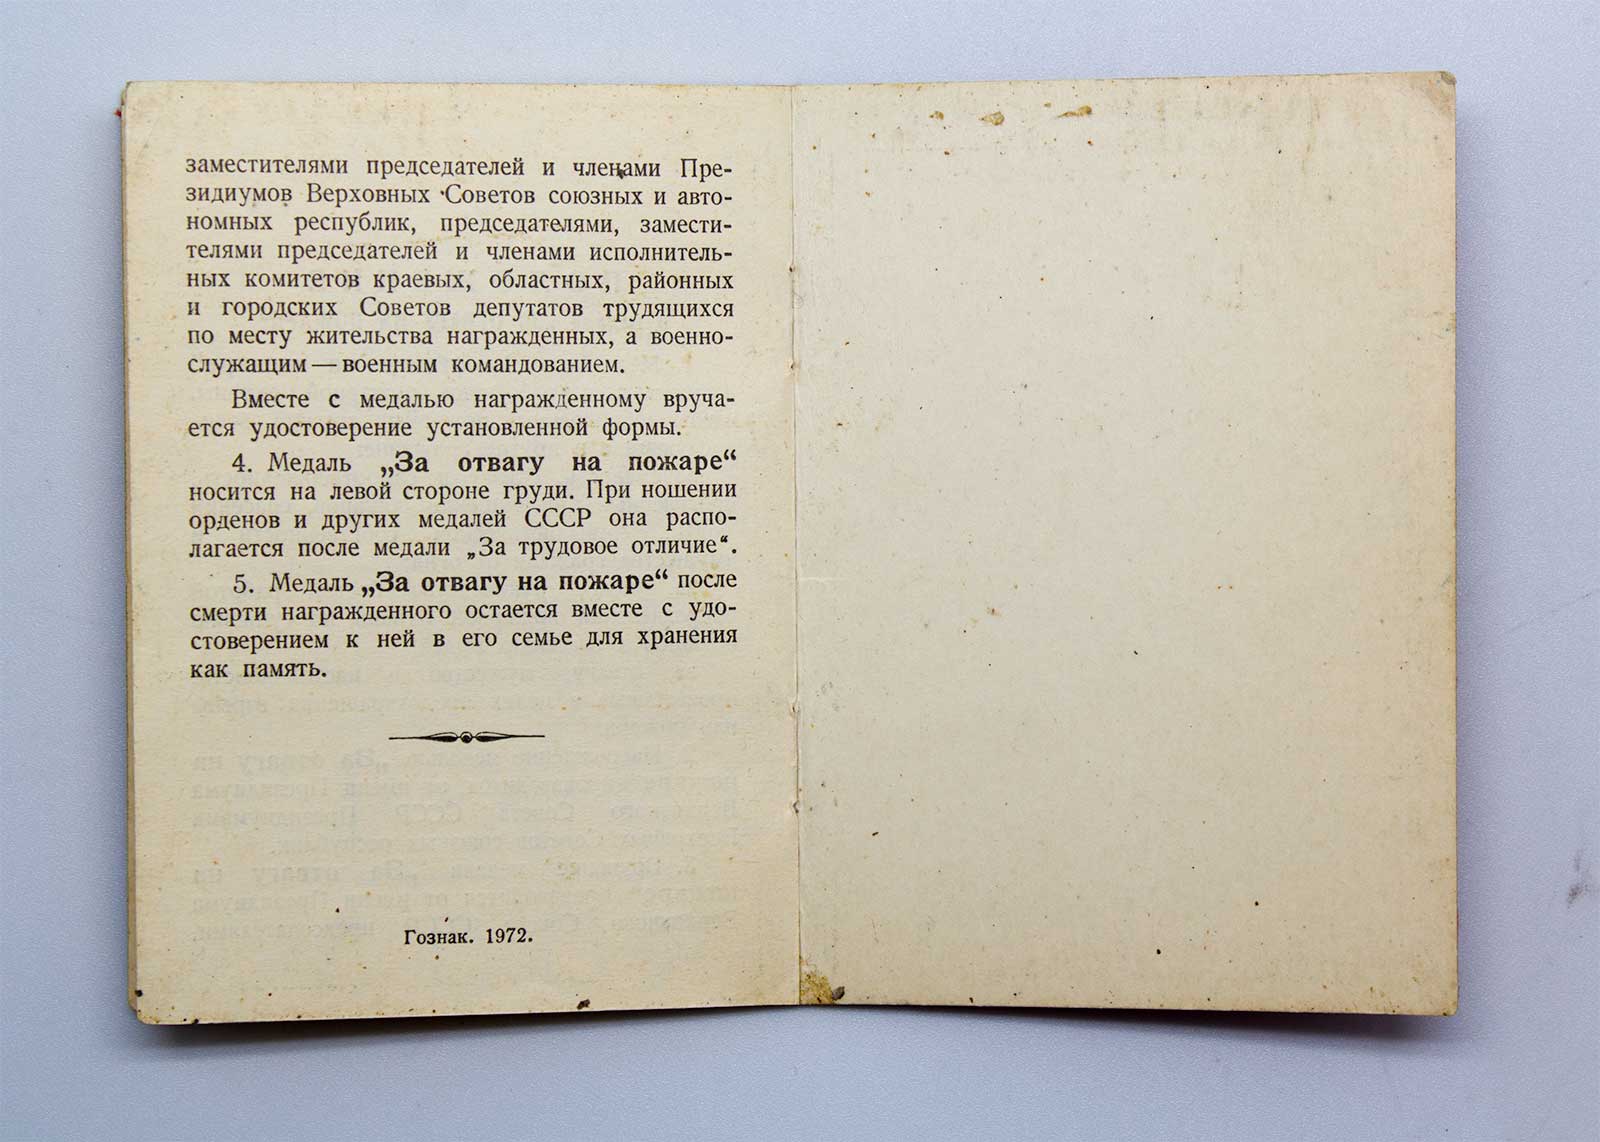 заместителями председателей и членами Пре-
зидиумов Верховных Советов союзных и авто-
номных республик, председателями, замести-
телями председателей и членами исполнитель-
ных комитетов краевых, областных, районных
и городских Советов депутатов трудящихся
по месту жительства награжденных, а военно-
служащим — военным командованием.
Вместе с медалью награжденному вруча-
ется удостоверение установленной формы.
4. Медаль „За отвагу на пожаре“
носится на левой стороне груди. При ношении
орденов и других медалей СССР она распо-
лагается после медали „За трудовое отличие“.
5. Медаль „За отвагу на пожаре“ после
смерти награжденного остается вместе с удо-
стоверением к ней в его семье для хранения
как память.
Гознак. 1972.